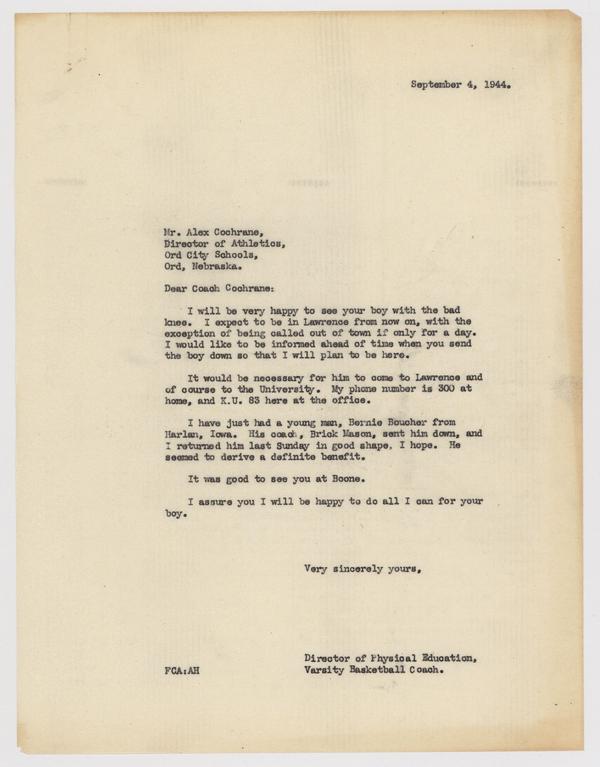 September 4, 1944.
Mr. Alex Cochrane,
Director of Athletics,
Ord City Schools,
Ord, Nebraska.
Dear Coach Cochrane:
I will be very happy to see your boy with the bad
knee. I expect to be in Lawrence from now on, with the
exception of being called out of town if only for a day.
I would like to be informed ahead of time when you send
the boy down so that I will plan to be here.
It would be necessary for him to come to Lawrence and
of course to the University. My phone number is 300 at
home, and K.U. 83 here at the office.
I have just had a young man, Bernie Boucher from
Harlan, Iowa. His coach, Brick Mason, sent him down, and
I returned him last Sunday in good shape, I hope. He
seemed to derive a definite benefit.
It was good to see you at Boone.
I assure you I will be happy to do all I can for your
boy.
Very sincerely yours,
Director of Physical Education,
FCA:AH Varsity Basketball Coach.